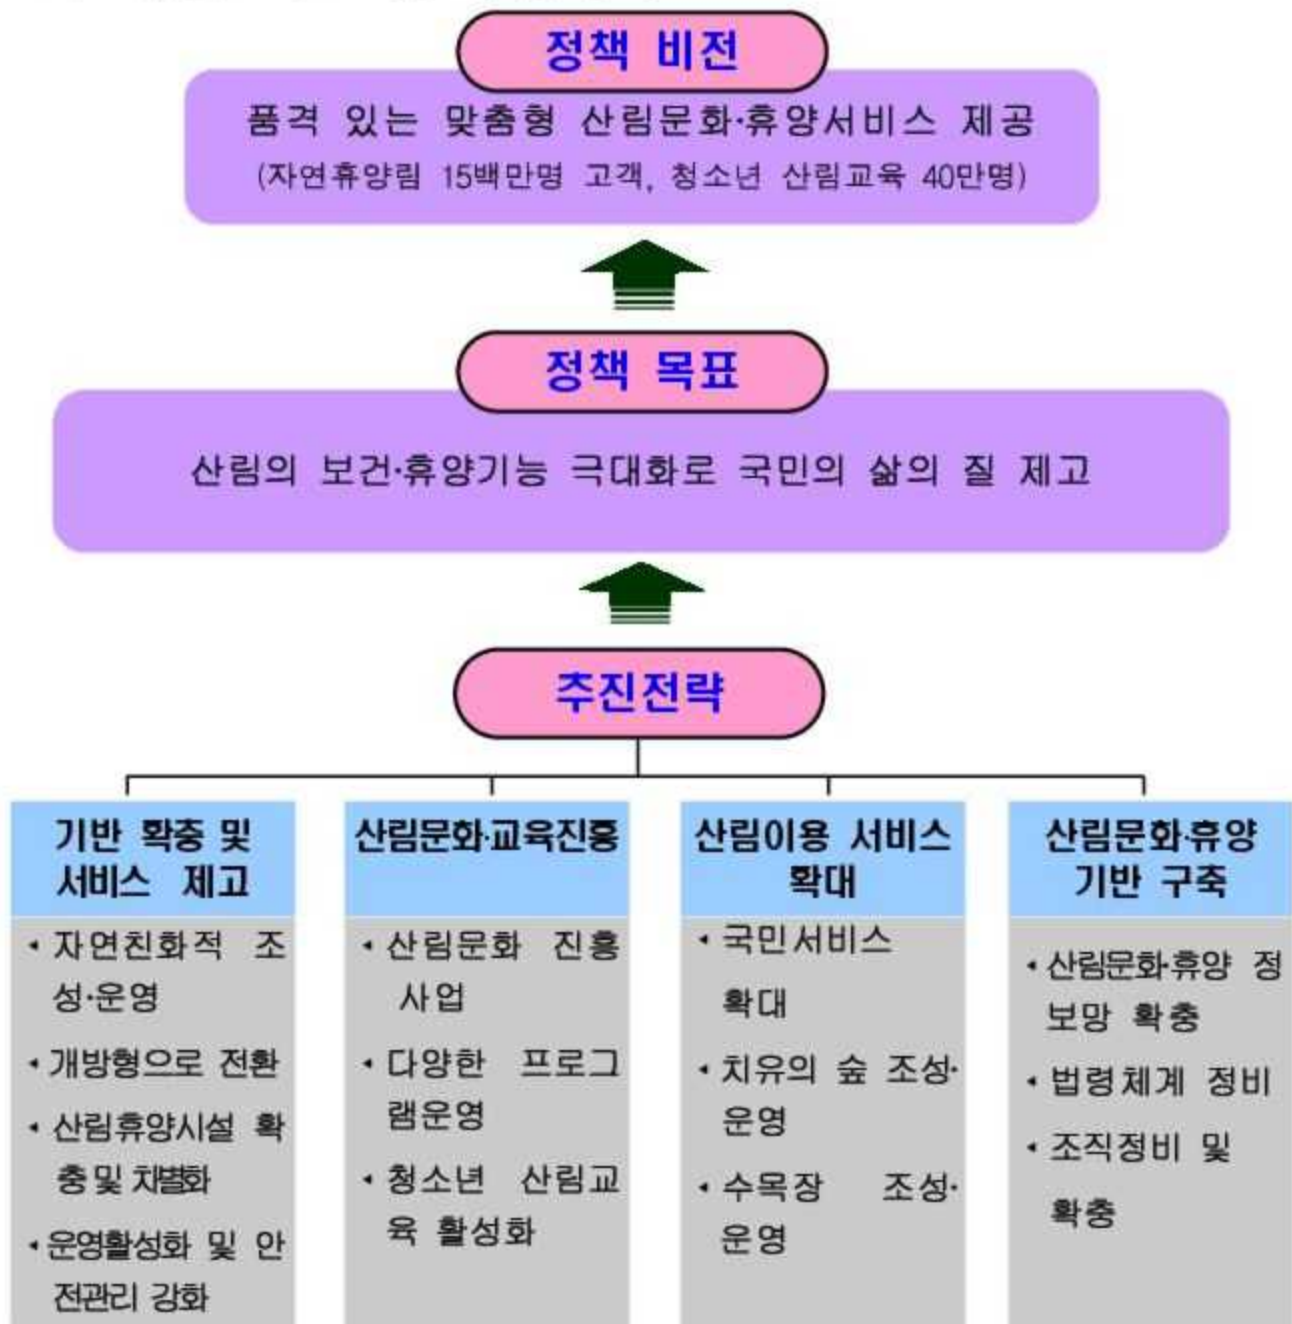 정책 비전
품격 있는 맞춤형 산림문화·휴양서비스 제공
(자연휴양림 15백만명 고객, 청소년 산림교육 40만명)
정책 목표
산림의 보건·휴양기능 극대화로 국민의 삶의 질 제고
추진전략
기반 확충 및
서비스 제고
자연친화적 조
성·운영
개방형으로 전환
산림휴양시설 확
충및 차별화
운영활성화 및 안
전관리 강화
산림문화·교육진흥
산림문화 진흥
사업
다양한 프로그
램운영
청소년 산림교
육 활성화
산림이용 서비스
확대
국민서비스
확대
치유의 숲 조성·
운영
수목장 조성·
운영
산림문화·휴양
기반 구축
산림문화·휴양 정
보망 확충
법령체계 정비
조직정비 및
확충